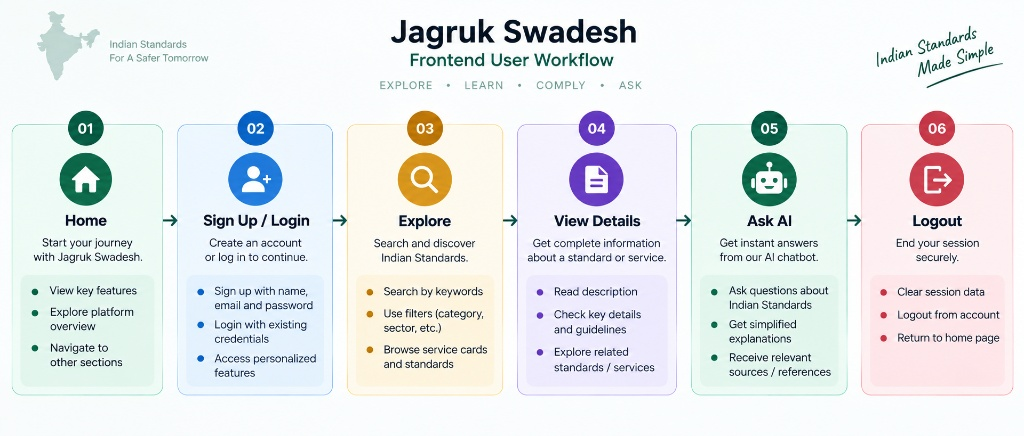 Indian Standards
For A Safer Tomorrow
Jagruk Swadesh
Frontend User Workflow
EXPLORE • LEARN • COMPLY • ASK
Indian Standards
Made Simple
01
Home
Start your journey
with Jagruk Swadesh.
• View key features
• Explore platform
overview
• Navigate to
other sections
02
Sign Up / Login
Create an account
or log in to continue.
• Sign up with name,
email and password
• Login with existing
credentials
• Access personalized
features
03
Explore
Search and discover
Indian Standards.
• Search by keywords
• Use filters (category,
sector, etc.)
• Browse service cards
and standards
04
View Details
Get complete information
about a standard or service.
• Read description
• Check key details
and guidelines
• Explore related
standards / services
05
Ask AI
Get instant answers
from our AI chatbot.
• Ask questions about
Indian Standards
• Get simplified
explanations
• Receive relevant
sources / references
06
Logout
End your session
securely.
• Clear session data
• Logout from account
• Return to home page